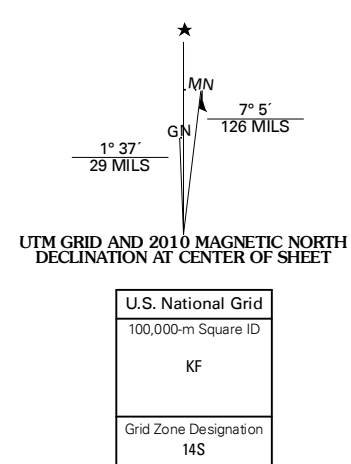 MN
GN
7° 5´
126 MILS
1° 37´
29 MILS
UTM GRID AND 2010 MAGNETIC NORTH
DECLINATION AT CENTER OF SHEET
U.S. National Grid
100,000-m Square ID
KF
Grid Zone Designation
14S